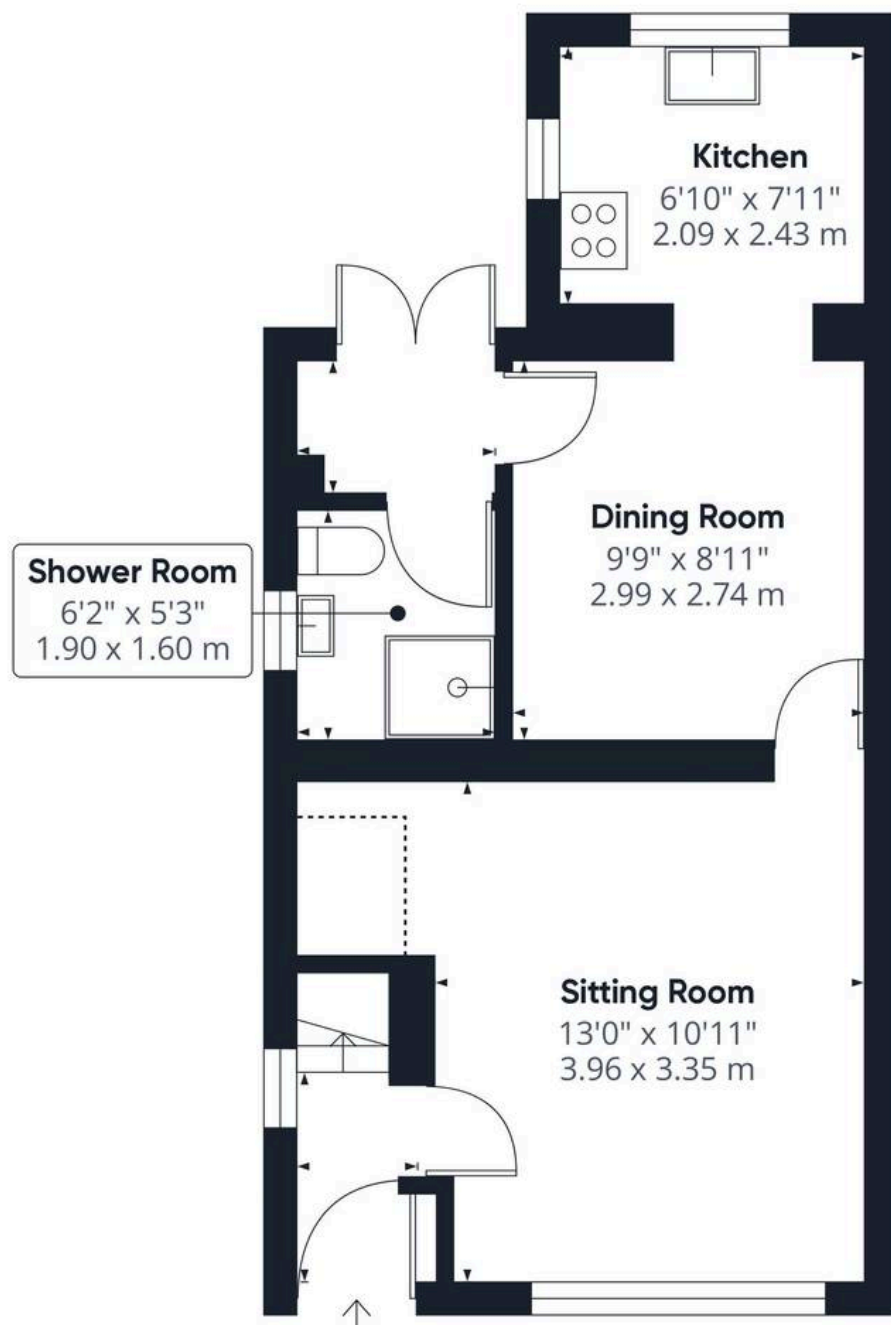 Kitchen
6'10" x 7'11"
2.09 x 2.43 m
Dining Room
9'9" x 8'11"
2.99 x 2.74 m
Shower Room
6'2" x 5'3"
1.90 x 1.60 m
Sitting Room
13'0" x 10'11"
3.96 x 3.35 m